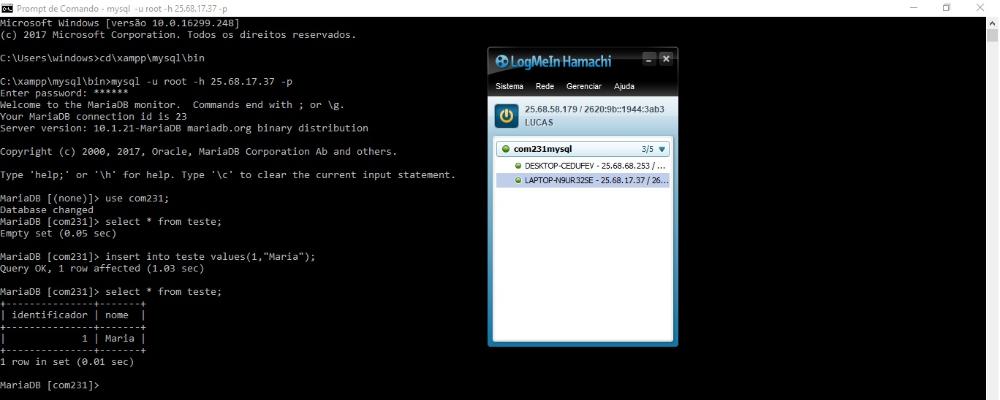 Prompt de Comando - mysql -u root -h 25.68.17.37 -p
Microsoft Windows [versão 10.0.16299.248]
(c) 2017 Microsoft Corporation. Todos os direitos reservados.
C:\Users\windows>cd\xampp\mysql\bin
C:\xampp\mysql\bin>mysql -u root -h 25.68.17.37 -p
Enter password: ******
Welcome to the MariaDB monitor.  Commands end with ; or \g.
Your MariaDB connection id is 23
Server version: 10.1.21-MariaDB mariadb.org binary distribution
Copyright (c) 2000, 2017, Oracle, MariaDB Corporation Ab and others.
Type 'help;' or '\h' for help. Type '\c' to clear the current input statement.
MariaDB [(none)]> use com231;
Database changed
MariaDB [com231]> select * from teste;
Empty set (0.05 sec)
MariaDB [com231]> insert into teste values(1,"Maria");
Query OK, 1 row affected (1.03 sec)
MariaDB [com231]> select * from teste;
+---------------+-------+
| identificador | nome  |
+---------------+-------+
|             1 | Maria |
+---------------+-------+
1 row in set (0.01 sec)
MariaDB [com231]>
LogMeIn Hamachi
Sistema Rede Gerenciar Ajuda
25.68.58.179 / 2620:9b::1944:3ab3
LUCAS
com231mysql 3/5
DESKTOP-CEDUFEV - 25.68.68.253 / ...
LAPTOP-N9UR32SE - 25.68.17.37 / 26...